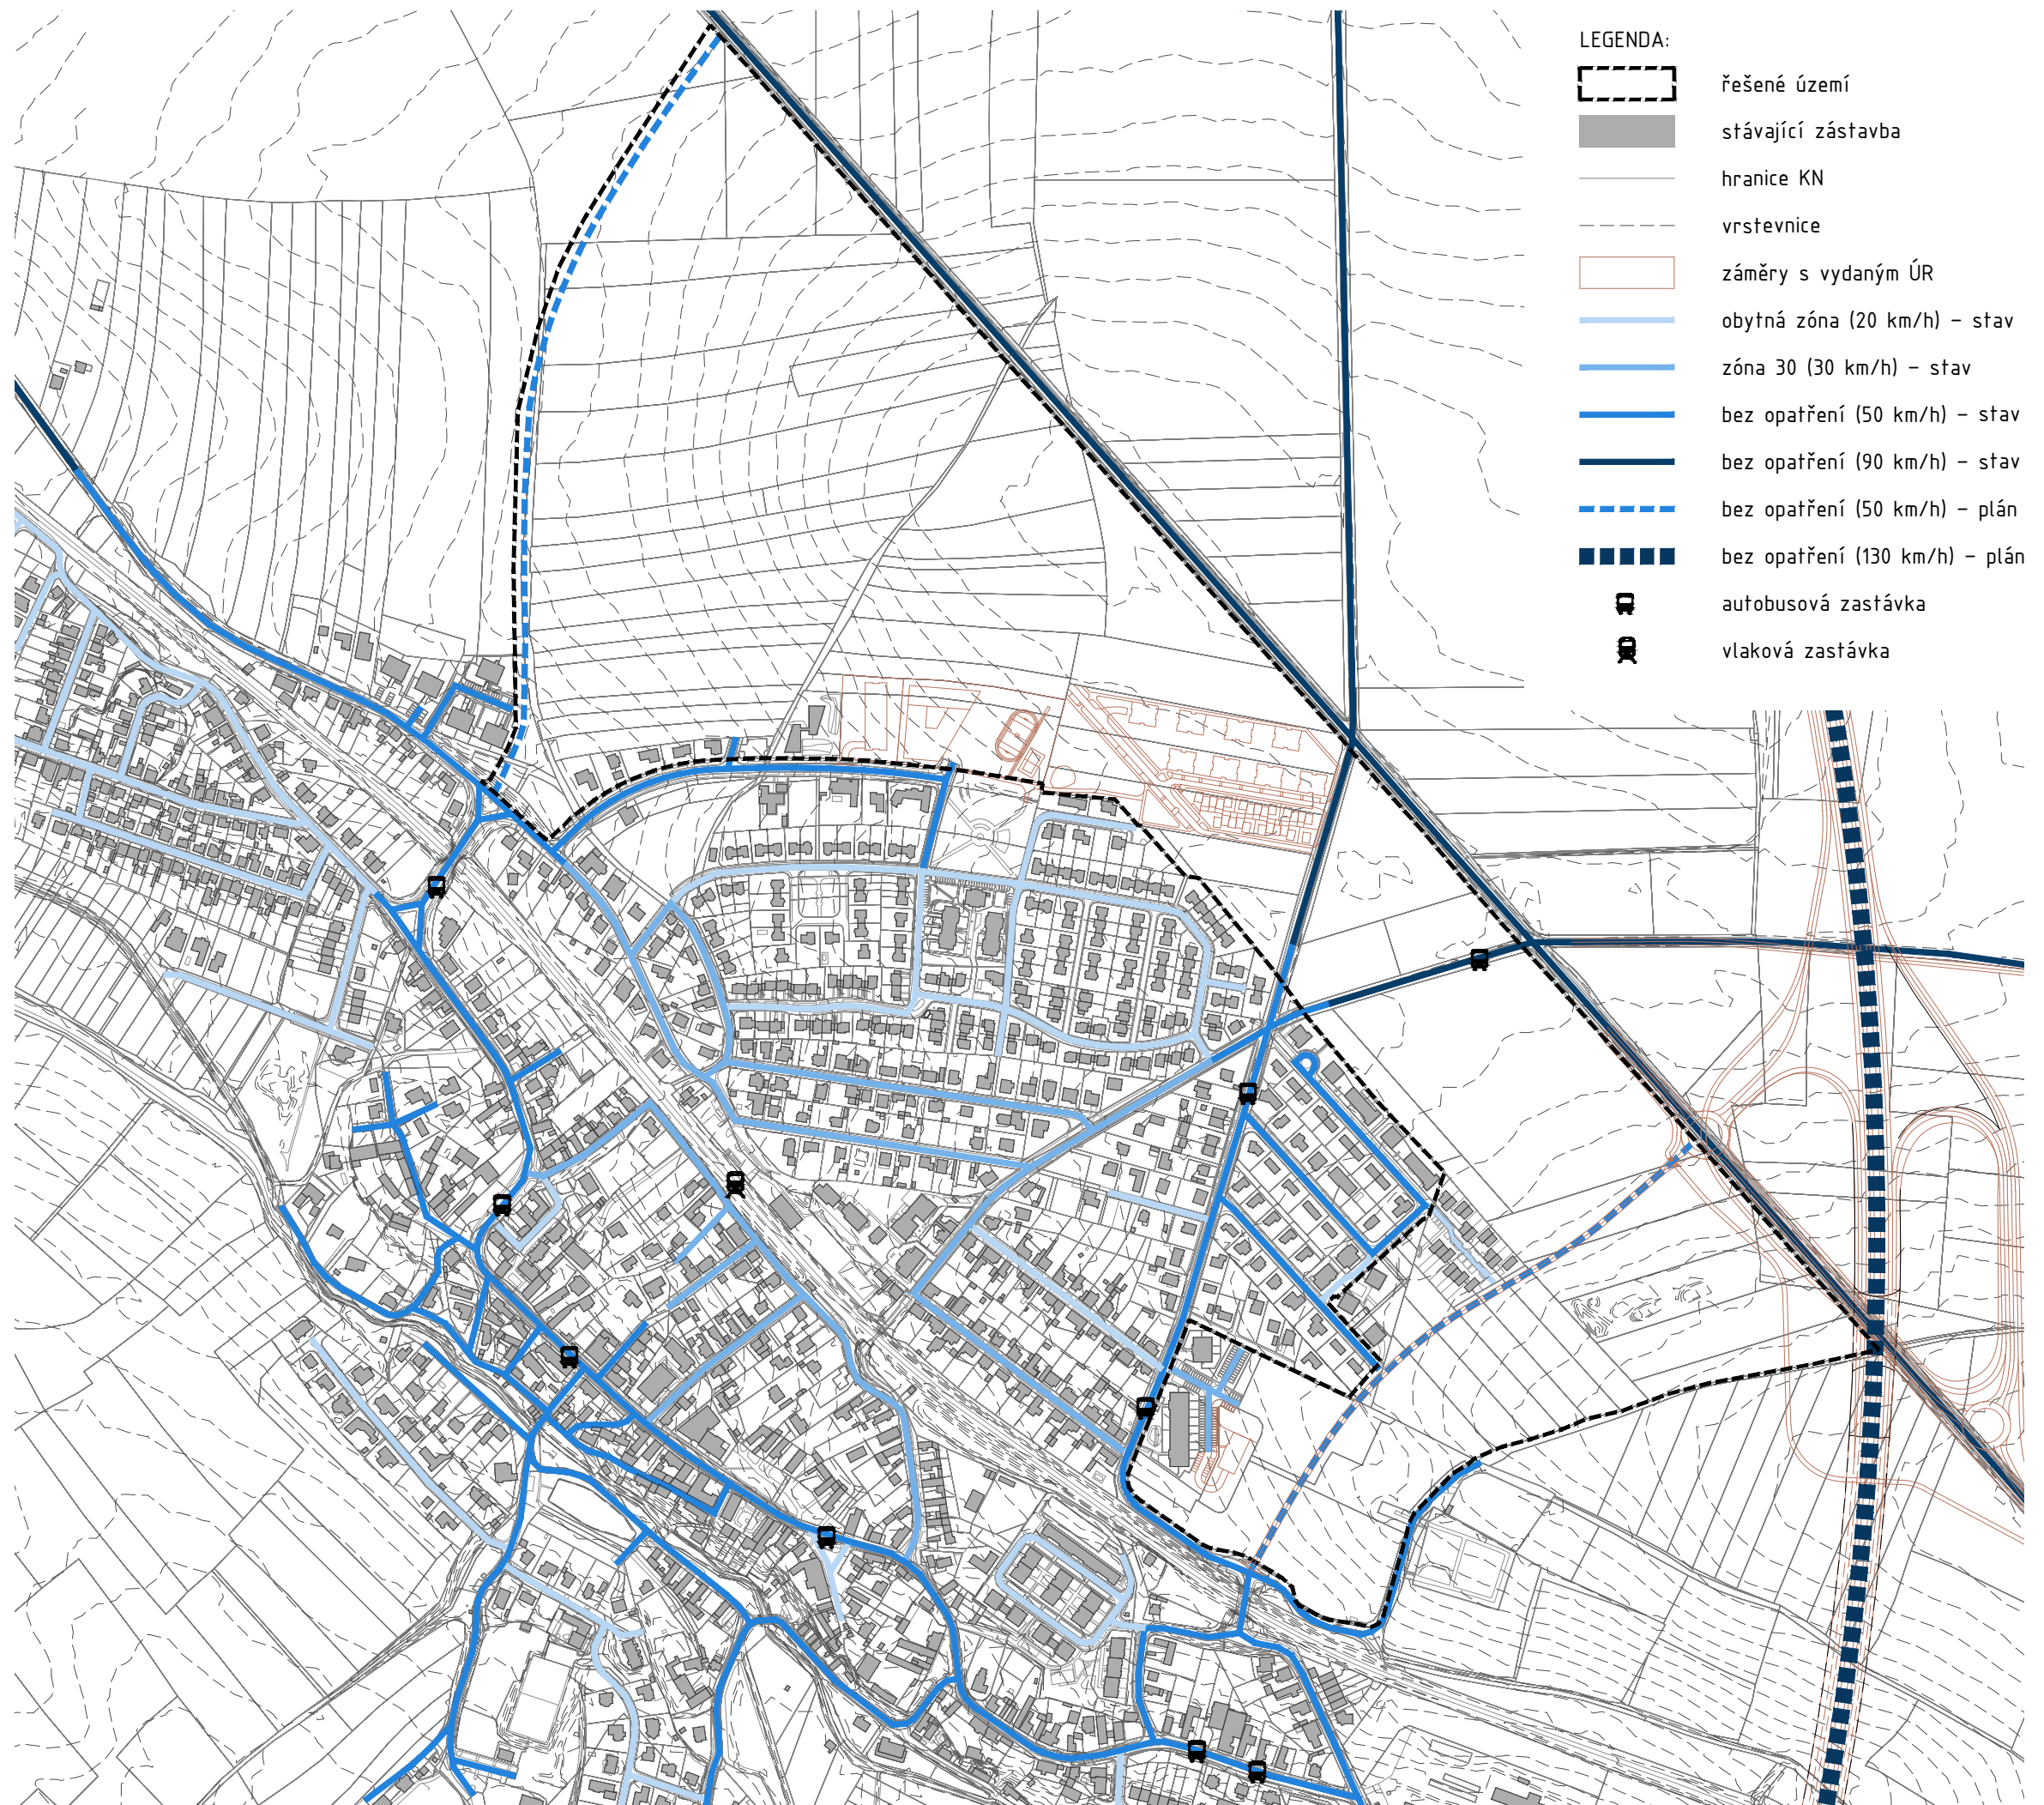 LEGENDA:
řešené území
stávající zástavba
hranice KN
vrstevnice
záměry s vydaným ÚR
obytná zóna (20 km/h) – stav
zóna 30 (30 km/h) – stav
bez opatření (50 km/h) – stav
bez opatření (90 km/h) – stav
bez opatření (50 km/h) – plán
bez opatření (130 km/h) – plán
autobusová zastávka
vlaková zastávka